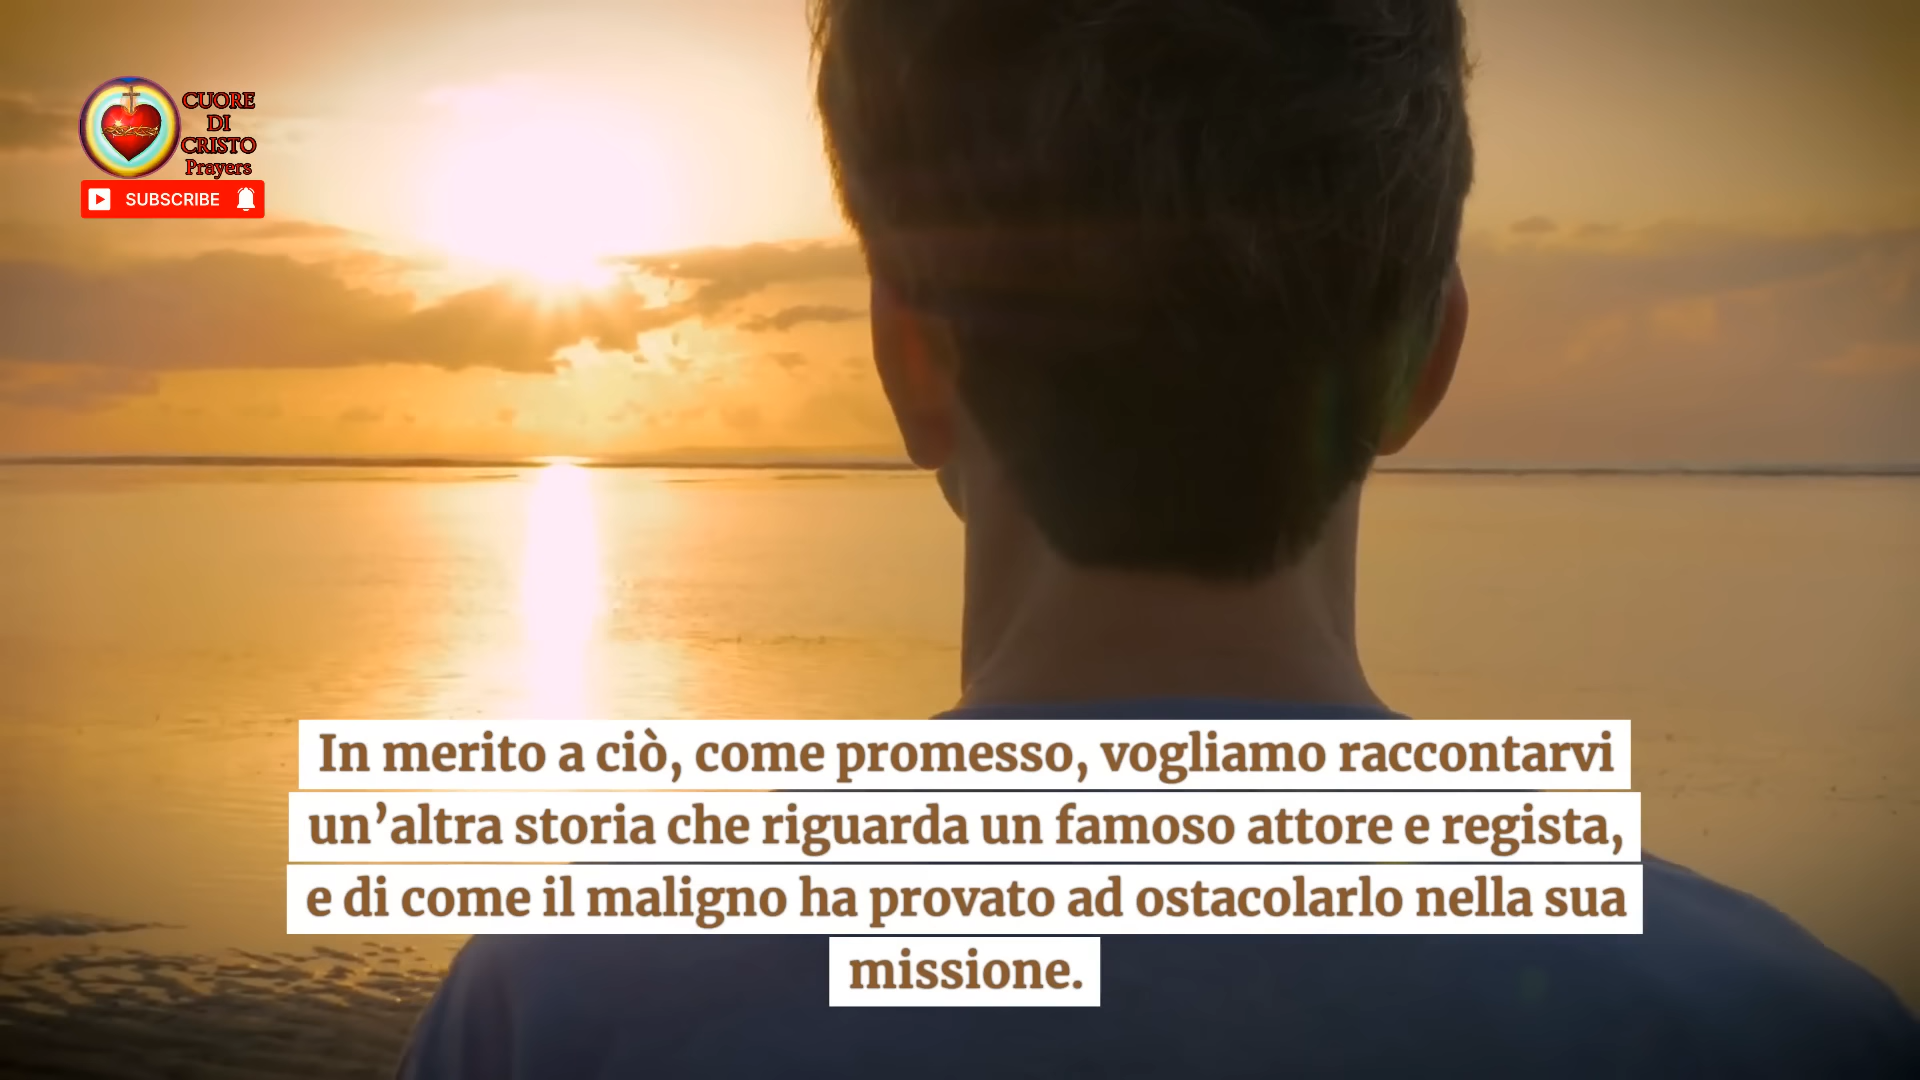 CUORE
DI
CRISTO
Prayers
SUBSCRIBE
In merito a ciò, come promesso, vogliamo raccontarvi
un’altra storia che riguarda un famoso attore e regista,
e di come il maligno ha provato ad ostacolarlo nella sua
missione.